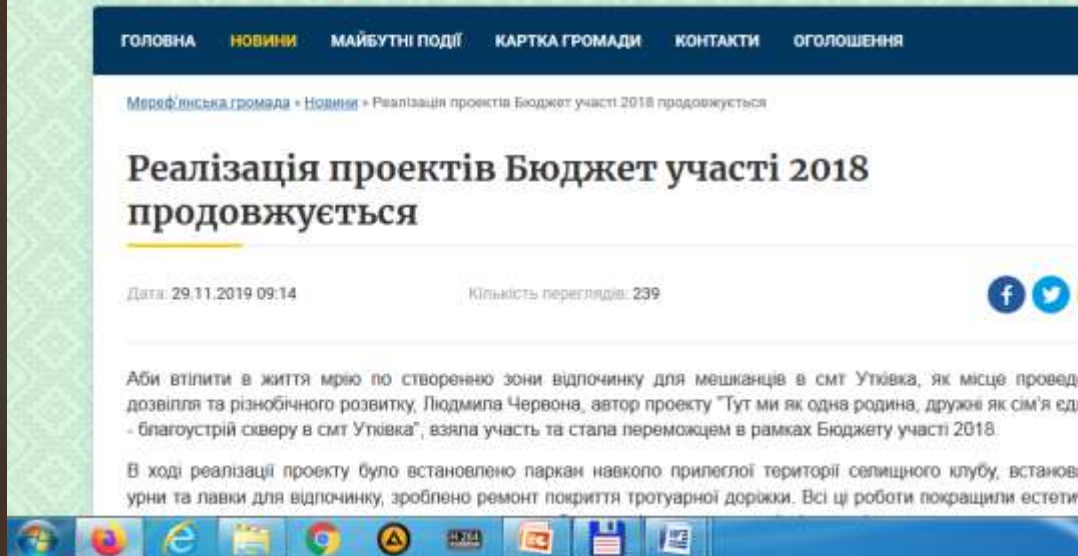 ГОЛОВНА НОВИНИ МАЙБУТНІ ПОДІЇ КАРТКА ГРОМАДИ КОНТАКТИ ОГОЛОШЕННЯ
Мереф'янська громада » Новини » Реалізація проектів Бюджет участі 2018 продовжується
Реалізація проектів Бюджет участі 2018
продовжується
Дата: 29.11.2019 09:14 Кількість переглядів: 239
Аби втілити в життя мрію по створенню зони відпочинку для мешканців в смт Утківка, як місце
дозвілля та різнобічного розвитку, Людмила Червона, автор проекту "Тут ми як одна родина, дружні як сім'я
- благоустрій скверу в смт Утківка", взяла участь та стала переможцем в рамках Бюджету участі 2018.
В ході реалізації проекту було встановлено паркан навколо прилеглої території селищного клубу,
урни та лавки для відпочинку, зроблено ремонт покриття тротуарної доріжки. Всі ці роботи покращили
H.264